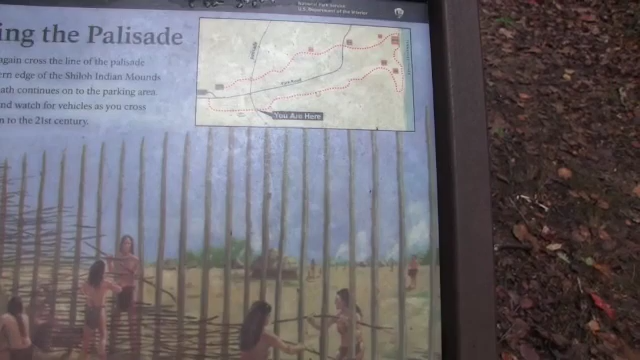 National Park Service
U.S. Department of the Interior
ing the Palisade
again cross the line of the palisade
ern edge of the Shiloh Indian Mounds
ath continues on to the parking area.
nd watch for vehicles as you cross
n to the 21st century.
You Are Here